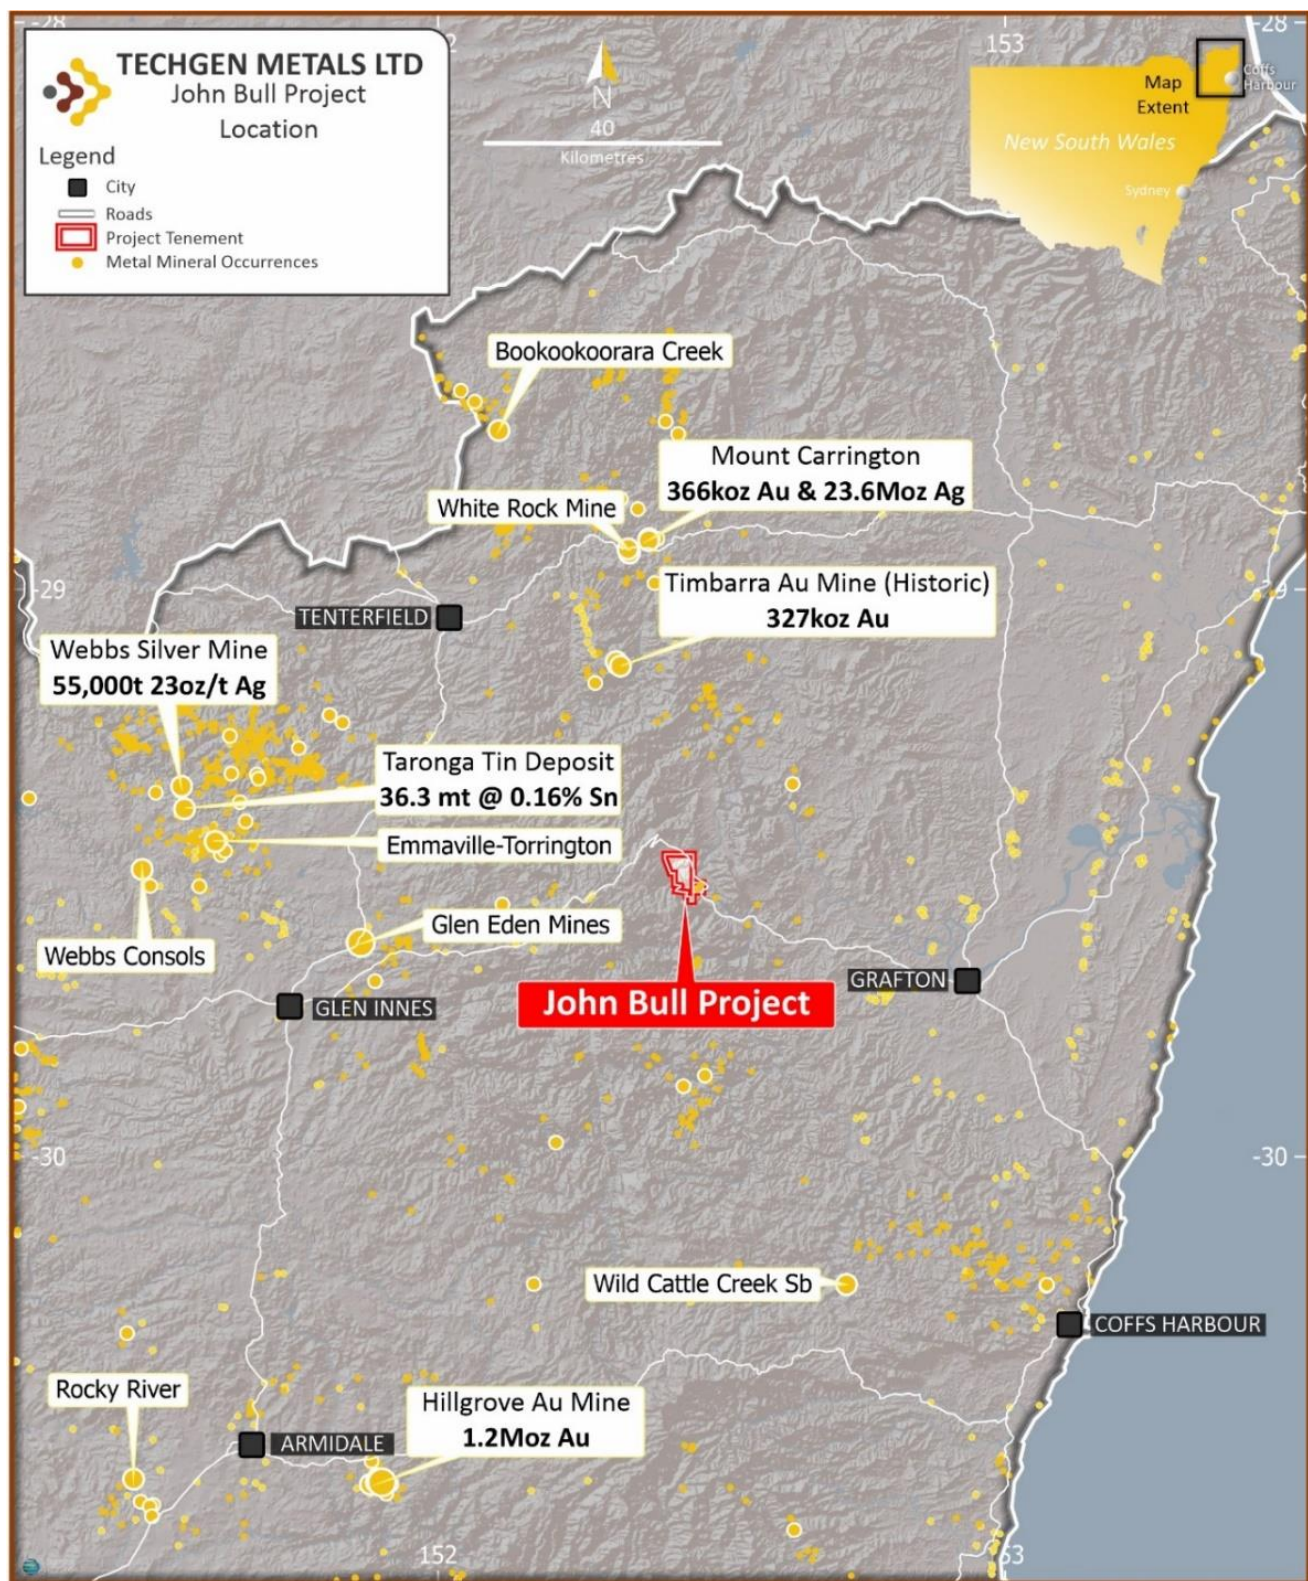 -28
2
153
-28
TECHGEN METALS LTD
John Bull Project
Location
Legend
City
Roads
Project Tenement
Metal Mineral Occurrences
N
40
Kilometres
Map
Extent
Coffs
Harbour
New South Wales
Sydney
Bookookoorara Creek
Mount Carrington
366koz Au & 23.6Moz Ag
White Rock Mine
-29
Timbarra Au Mine (Historic)
327koz Au
TENTERFIELD
Webbs Silver Mine
55,000t 23oz/t Ag
Taronga Tin Deposit
36.3 mt @ 0.16% Sn
Emmaville-Torrington
Glen Eden Mines
Webbs Consols
GRAFTON
John Bull Project
GLEN INNES
-30
-30
Wild Cattle Creek Sb
COFFS HARBOUR
Rocky River
Hillgrove Au Mine
1.2Moz Au
ARMIDALE
152
53